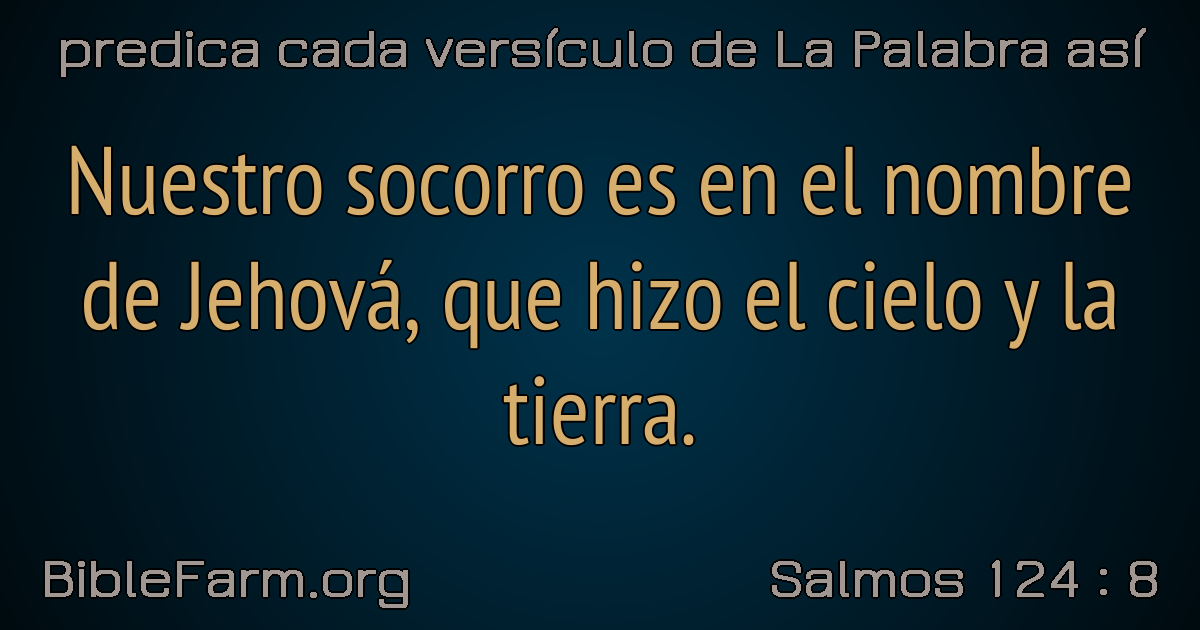 predica cada versículo de La Palabra así
Nuestro socorro es en el nombre
de Jehová, que hizo el cielo y la
tierra.
BibleFarm.org
Salmos 124 : 8